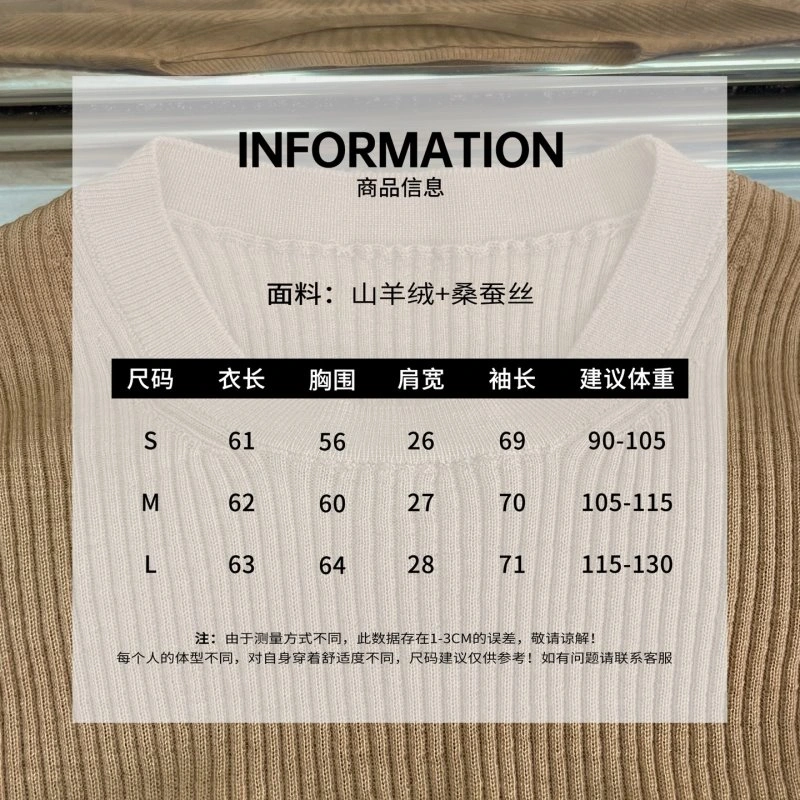 INFORMATION
商品信息
面料：山羊绒+桑蚕丝
尺码 衣长 胸围 肩宽 袖长 建议体重
S 61 56 26 69 90-105
M 62 60 27 70 105-115
L 63 64 28 71 115-130
注：由于测量方式不同，此数据存在1-3CM的误差，敬请谅解！
每个人的体型不同，对自身穿着舒适度不同，尺码建议仅供参考！如有问题请联系客服